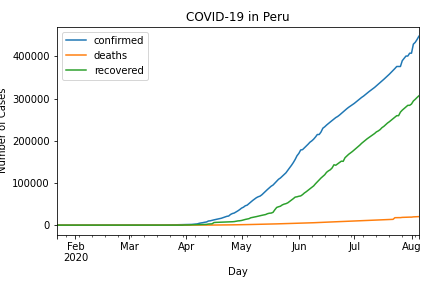 COVID-19 in Peru
confirmed
deaths
recovered
400000
300000
200000
100000
0
Number of Cases
Feb Mar Apr May Jun Jul Aug
2020
Day